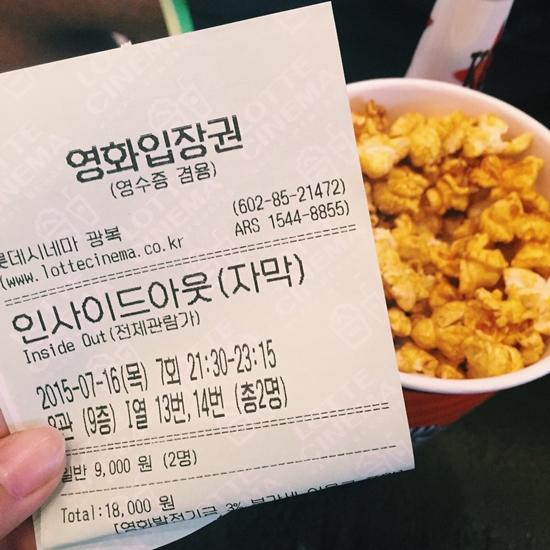 영화입장권
(영수증 겸용)
롯데시네마 광복 (602-85-21472)
(www.lottecinema.co.kr ARS 1544-8855)
인사이드아웃(자막)
Inside Out(전체관람가)
2015-07-16(목) 7회 21:30-23:15
9관 (9층) I열 13번,14번 (총2명)
일반 9,000 원 (2명)
Total:18,000 원
LOTTE CINEMA